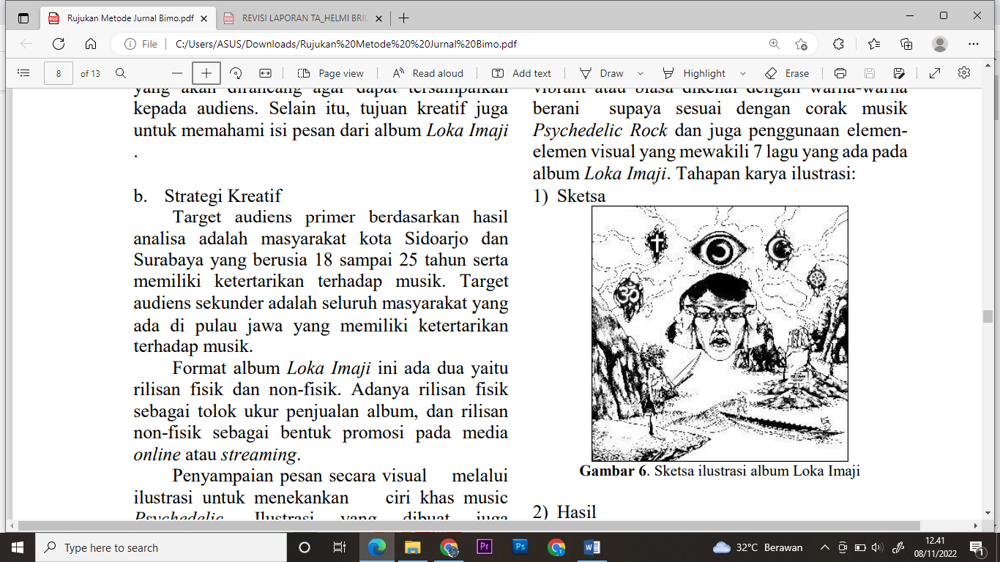 Rujukan Metode Jurnal Bimo.pdf
REVISI LAPORAN TA_HELMI BRIL
File
C:/Users/ASUS/Downloads/Rujukan%20Metode%20%20Jurnal%20Bimo.pdf
8 of 13
Page view
Read aloud
Add text
Draw
Highlight
Erase
yang akan dirancang agar dapat tersampaikan
kepada audiens. Selain itu, tujuan kreatif juga
untuk memahami isi pesan dari album Loka Imaji
.
b. Strategi Kreatif
Target audiens primer berdasarkan hasil
analisa adalah masyarakat kota Sidoarjo dan
Surabaya yang berusia 18 sampai 25 tahun serta
memiliki ketertarikan terhadap musik. Target
audiens sekunder adalah seluruh masyarakat yang
ada di pulau jawa yang memiliki ketertarikan
terhadap musik.
Format album Loka Imaji ini ada dua yaitu
rilisan fisik dan non-fisik. Adanya rilisan fisik
sebagai tolok ukur penjualan album, dan rilisan
non-fisik sebagai bentuk promosi pada media
online atau streaming.
Penyampaian pesan secara visual melalui
ilustrasi untuk menekankan ciri khas music
Psychedelic. Ilustrasi yang dibuat juga
vibrant atau biasa dikenal dengan warna-warna
berani supaya sesuai dengan corak musik
Psychedelic Rock dan juga penggunaan elemen-
elemen visual yang mewakili 7 lagu yang ada pada
album Loka Imaji. Tahapan karya ilustrasi:
1) Sketsa
Gambar 6. Sketsa ilustrasi album Loka Imaji
2) Hasil
Type here to search
Pr
Ps
32°C Berawan
12.41
08/11/2022
1